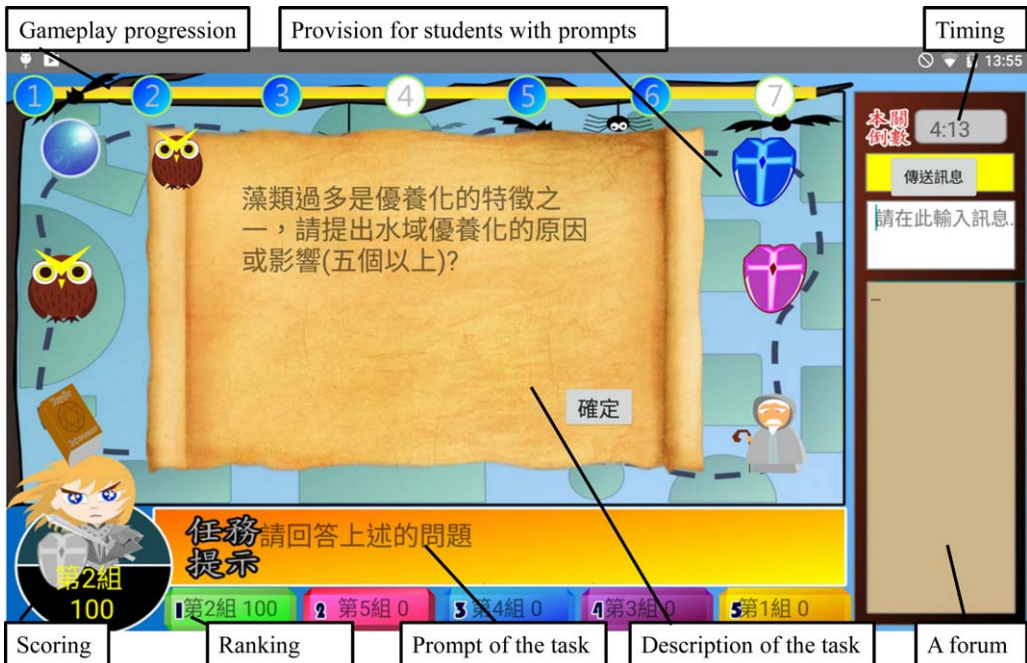 Gameplay progression
Provision for students with prompts
Timing
13:55
1
2
3
4
5
6
7
本關
倒數
4:13
傳送訊息
請在此輸入訊息.
藻類過多是優養化的特徵之
一，請提出水域優養化的原因
或影響(五個以上)?
確定
任務
提示
請回答上述的問題
第2組
100
1第2組 100
2 第5組 0
3 第4組 0
4第3組 0
5第1組 0
Scoring
Ranking
Prompt of the task
Description of the task
A forum